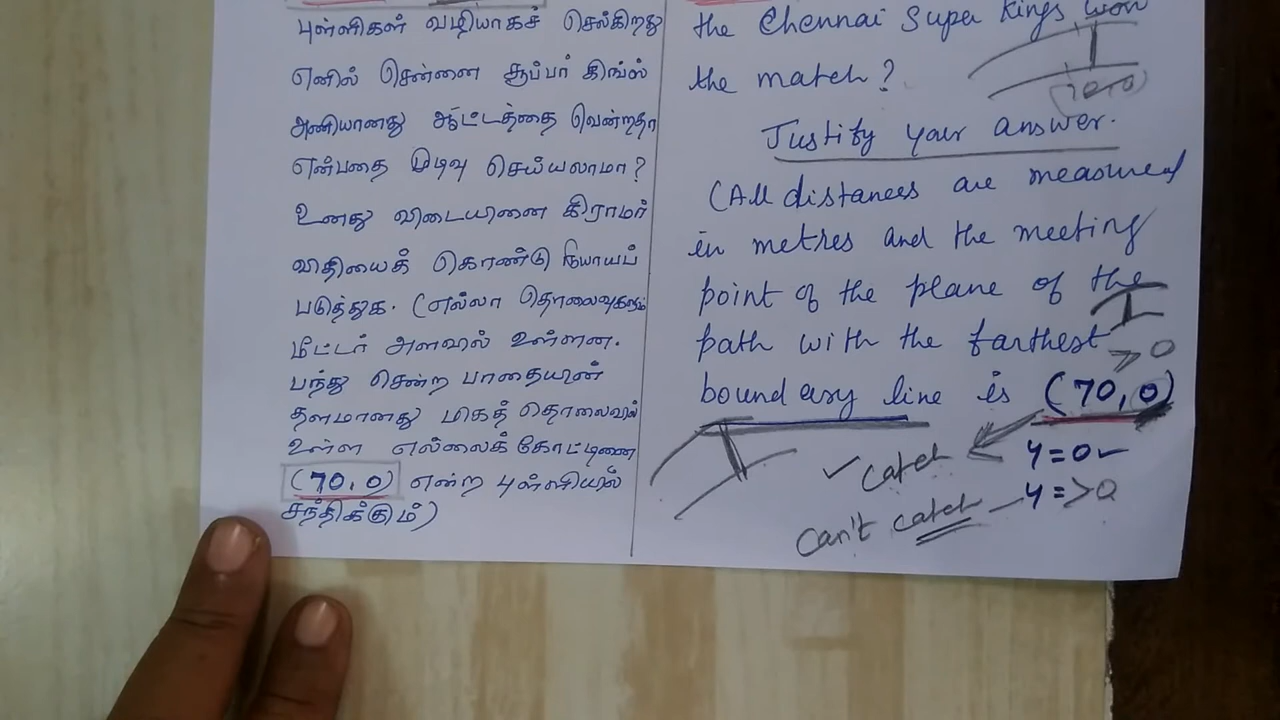 புள்ளிகள் வழியாகச் செல்கிறது
எனில் சென்னை சூப்பர் கிங்ஸ்
அணியானது ஆட்டத்தை வென்றதா
என்பதை முடிவு செய்யலாமா?
உனது விடையினை கிராமர்
விதியைக் கொண்டு நியாயப்
படுத்துக. (எல்லா தொலைவுகளும்
மீட்டர் அளவில் உள்ளன.
பந்து சென்ற பாதையின்
தளமானது மிகத் தொலைவில்
உள்ள எல்லைக் கோட்டினை
(70, 0) என்ற புள்ளியில்
சந்திக்கும்)
the Chennai Super Kings won
the match?
(70,0)
Justify your answer.
(All distances are measured
in metres and the meeting
point of the plane of the
path with the farthest
>0
boundary line is (70, 0)
✓ catch y=0
can't catch y=>0